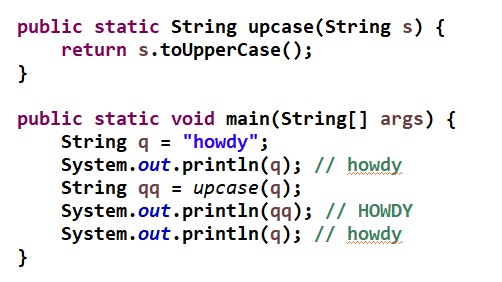 public static String upcase(String s) {
    return s.toUpperCase();
}

public static void main(String[] args) {
    String q = "howdy";
    System.out.println(q); // howdy
    String qq = upcase(q);
    System.out.println(qq); // HOWDY
    System.out.println(q); // howdy
}